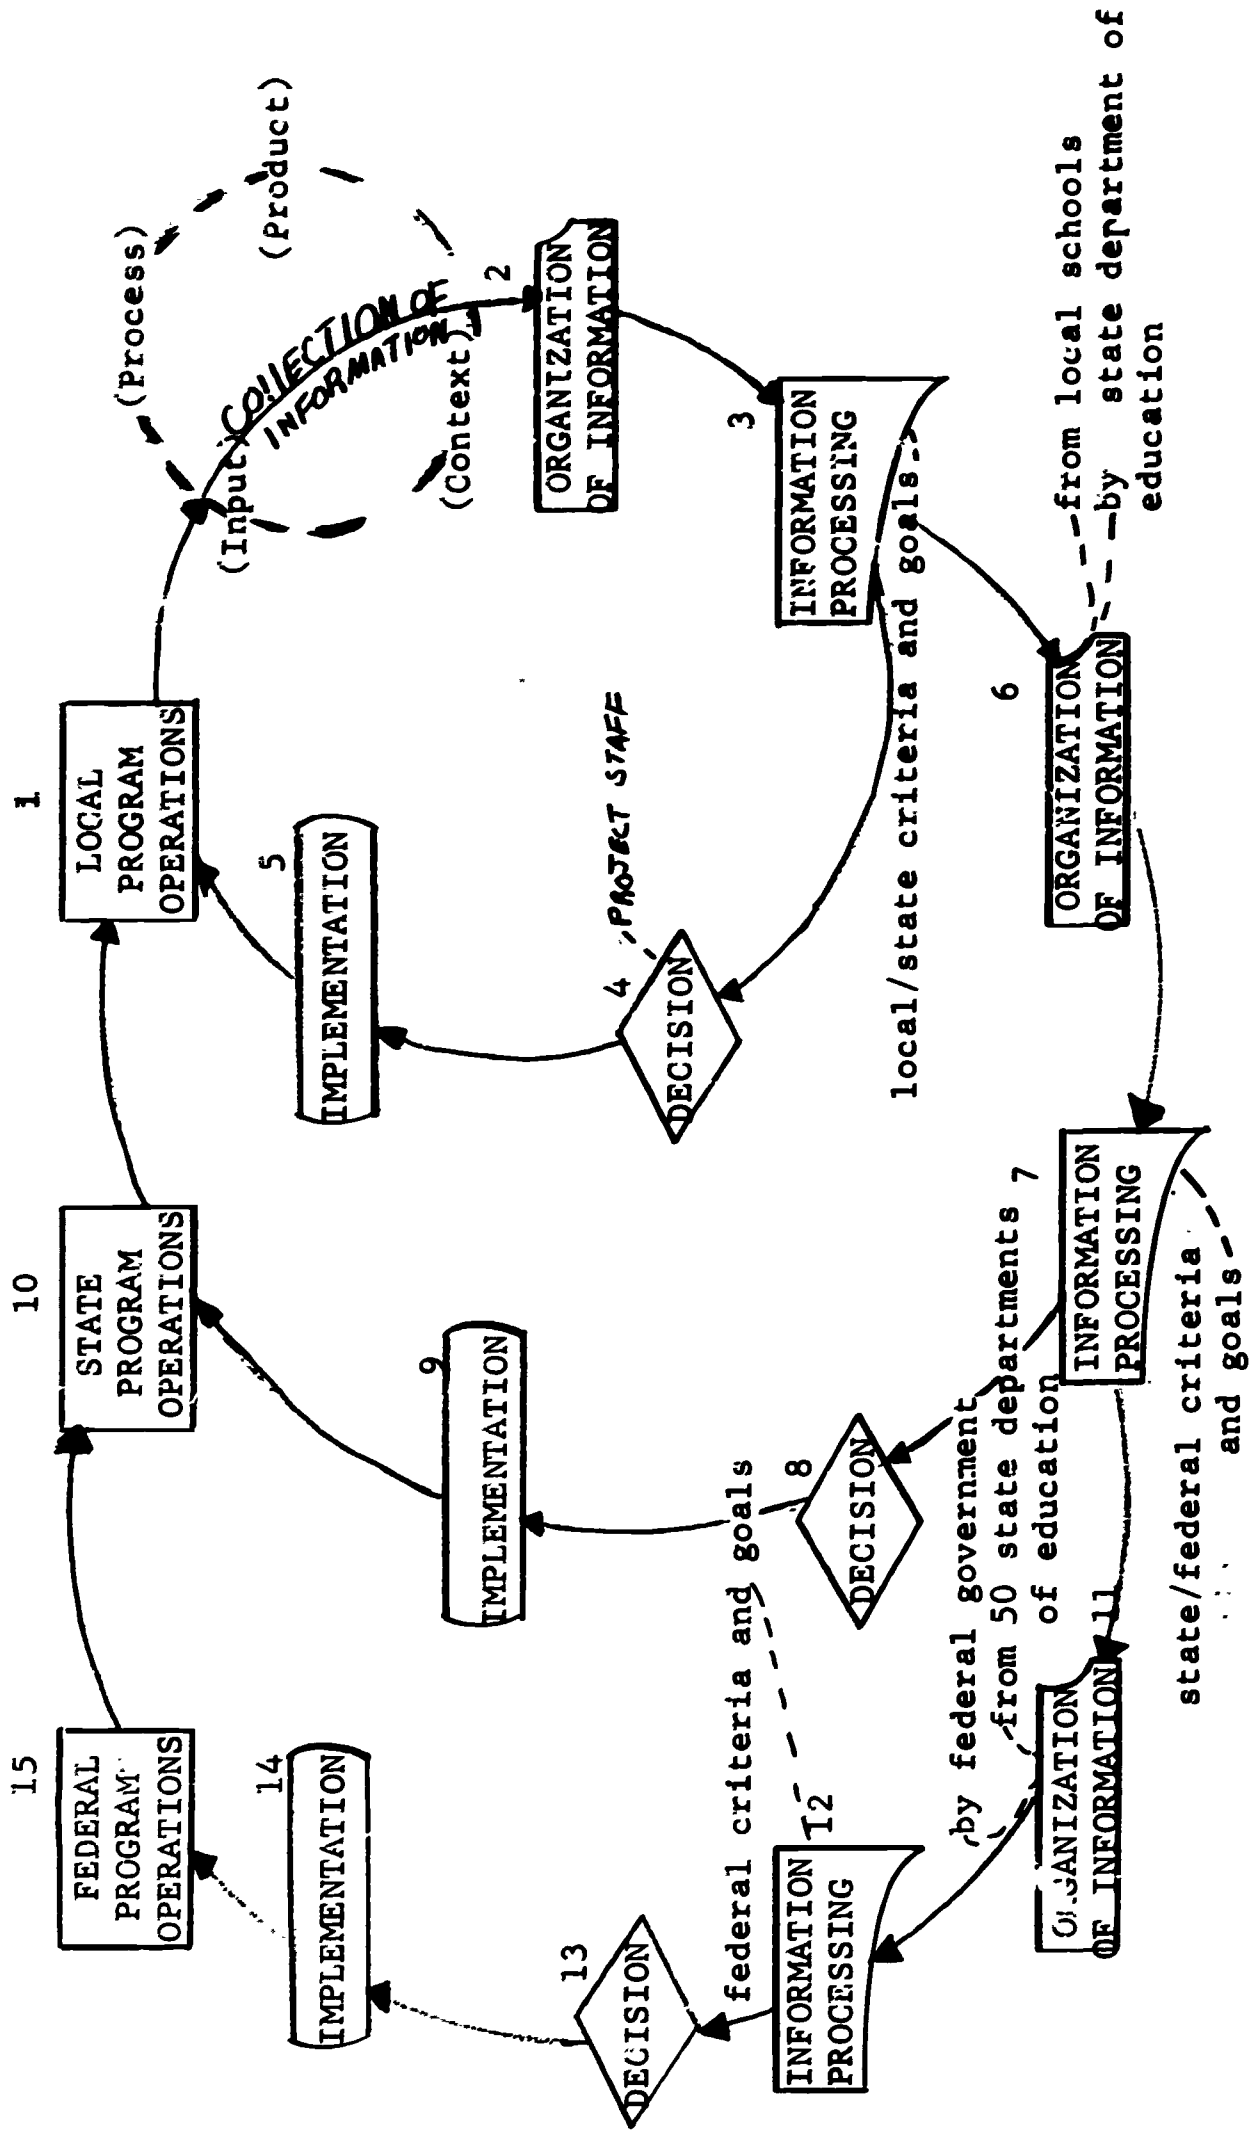 15
FEDERAL
PROGRAM
OPERATIONS
10
STATE
PROGRAM
OPERATIONS
1
LOCAL
PROGRAM
OPERATIONS
(Process)
(Product)
(Input)
COllECTION OF
INFORMATION
(Context)
14
IMPLEMENTATION
5
IMPLEMENTATION
2
ORGANIZATION
OF INFORMATION
9
IMPLEMENTATION
PROJECT STAFF
13
DECISION
4
DECISION
3
INFORMATION
PROCESSING
federal criteria and goals
8
DECISION
12
INFORMATION
PROCESSING
local/state criteria and goals
by federal government
from 50 state departments
of education
7
INFORMATION
PROCESSING
6
ORGANIZATION
OF INFORMATION
from local schools
by state department of
education
11
ORGANIZATION
OF INFORMATION
state/federal criteria
and goals